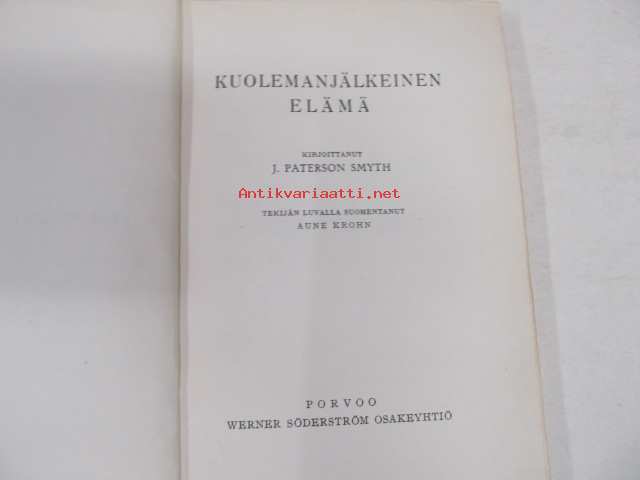 KUOLEMANJÄLKEINEN
ELÄMÄ
KIRJOITTANUT
J. PATERSON SMYTH
Antikvariaatti.net
TEKIJÄN LUVALLA SUOMENTANUT
AUNE KROHN
PORVOO
WERNER SÖDERSTRÖM OSAKEYHTIÖ